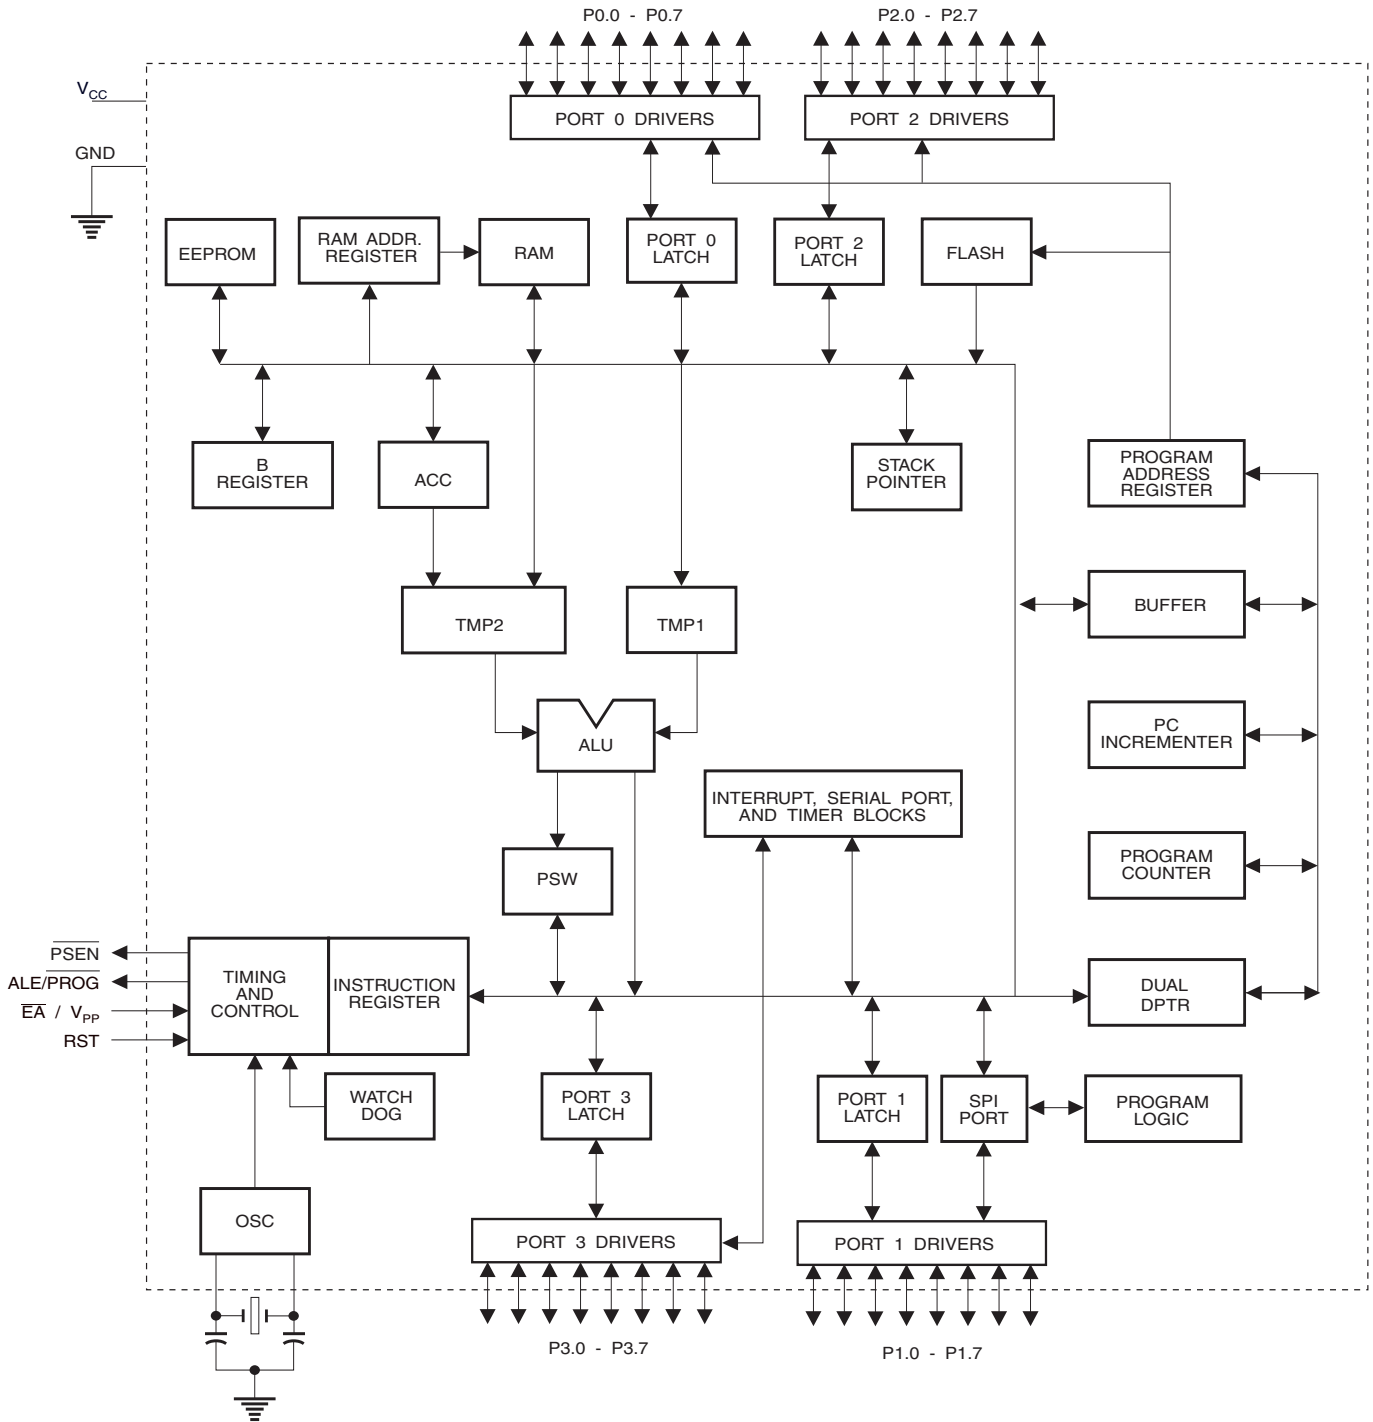 P0.0 - P0.7
P2.0 - P2.7
VCC
PORT 0 DRIVERS
PORT 2 DRIVERS
GND
EEPROM
RAM ADDR.
REGISTER
RAM
PORT 0
LATCH
PORT 2
LATCH
FLASH
B
REGISTER
ACC
STACK
POINTER
PROGRAM
ADDRESS
REGISTER
BUFFER
TMP2
TMP1
ALU
PC
INCREMENTER
INTERRUPT, SERIAL PORT,
AND TIMER BLOCKS
PROGRAM
COUNTER
PSW
PSEN
ALE/PROG
EA / VPP
RST
TIMING
AND
CONTROL
INSTRUCTION
REGISTER
DUAL
DPTR
WATCH
DOG
PORT 3
LATCH
PORT 1
LATCH
SPI
PORT
PROGRAM
LOGIC
OSC
PORT 3 DRIVERS
PORT 1 DRIVERS
P3.0 - P3.7
P1.0 - P1.7